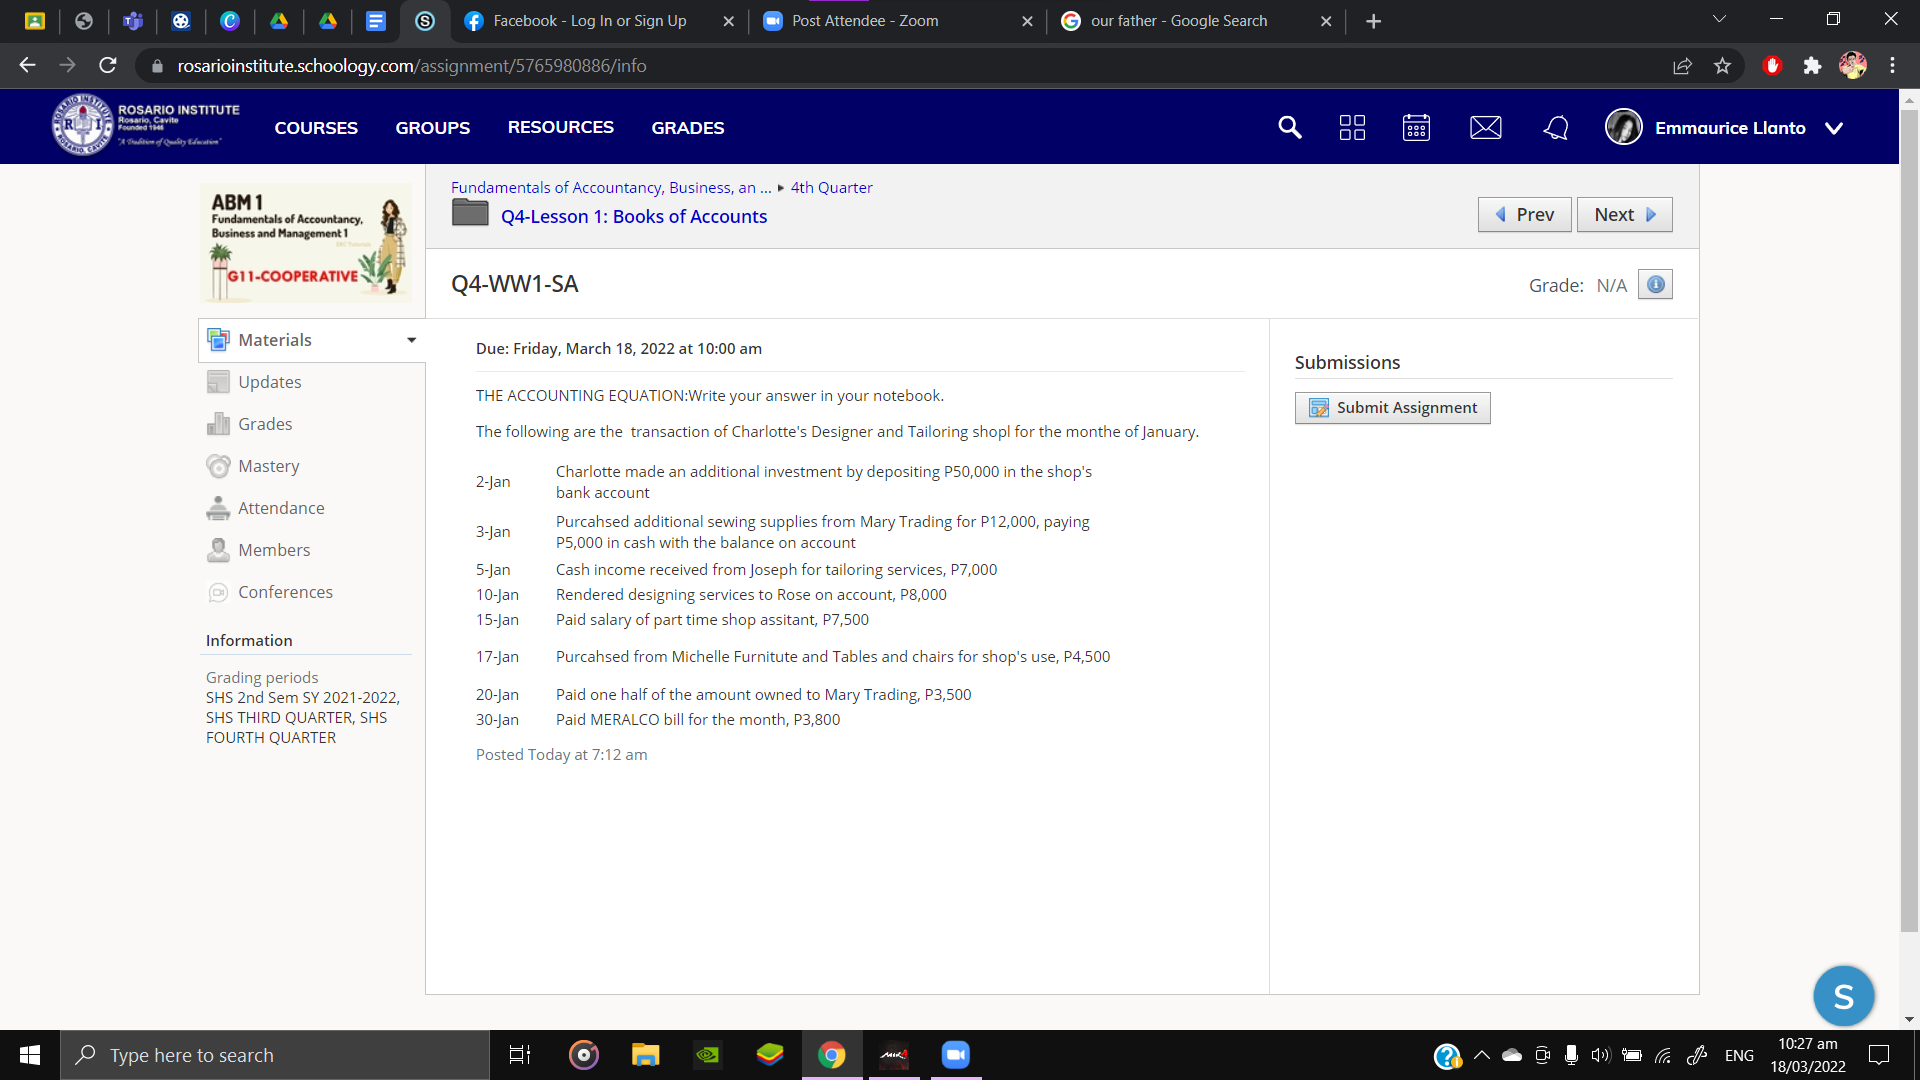 Facebook - Log In or Sign Up
Post Attendee - Zoom
our father - Google Search
rosarioinstitute.schoology.com/assignment/5765980886/info
ROSARIO INSTITUTE
Rosario, Cavite
Founded 1946
"A Tradition of Quality Education"
COURSES
GROUPS
RESOURCES
GRADES
Emmaurice Llanto
ABM 1
Fundamentals of Accountancy,
Business and Management 1
G11-COOPERATIVE
Fundamentals of Accountancy, Business, an ... 4th Quarter
Q4-Lesson 1: Books of Accounts
Prev
Next
Q4-WW1-SA
Grade: N/A
Materials
Updates
Grades
Mastery
Attendance
Members
Conferences
Information
Grading periods
SHS 2nd Sem SY 2021-2022,
SHS THIRD QUARTER, SHS
FOURTH QUARTER
Due: Friday, March 18, 2022 at 10:00 am
THE ACCOUNTING EQUATION:Write your answer in your notebook.
The following are the transaction of Charlotte's Designer and Tailoring shopl for the monthe of January.
2-Jan
Charlotte made an additional investment by depositing P50,000 in the shop's
bank account
3-Jan
Purcahsed additional sewing supplies from Mary Trading for P12,000, paying
P5,000 in cash with the balance on account
5-Jan Cash income received from Joseph for tailoring services, P7,000
10-Jan Rendered designing services to Rose on account, P8,000
15-Jan Paid salary of part time shop assitant, P7,500
17-Jan Purcahsed from Michelle Furnitute and Tables and chairs for shop's use, P4,500
20-Jan Paid one half of the amount owned to Mary Trading, P3,500
30-Jan Paid MERALCO bill for the month, P3,800
Posted Today at 7:12 am
Submissions
Submit Assignment
S
Type here to search
ENG
10:27 am
18/03/2022